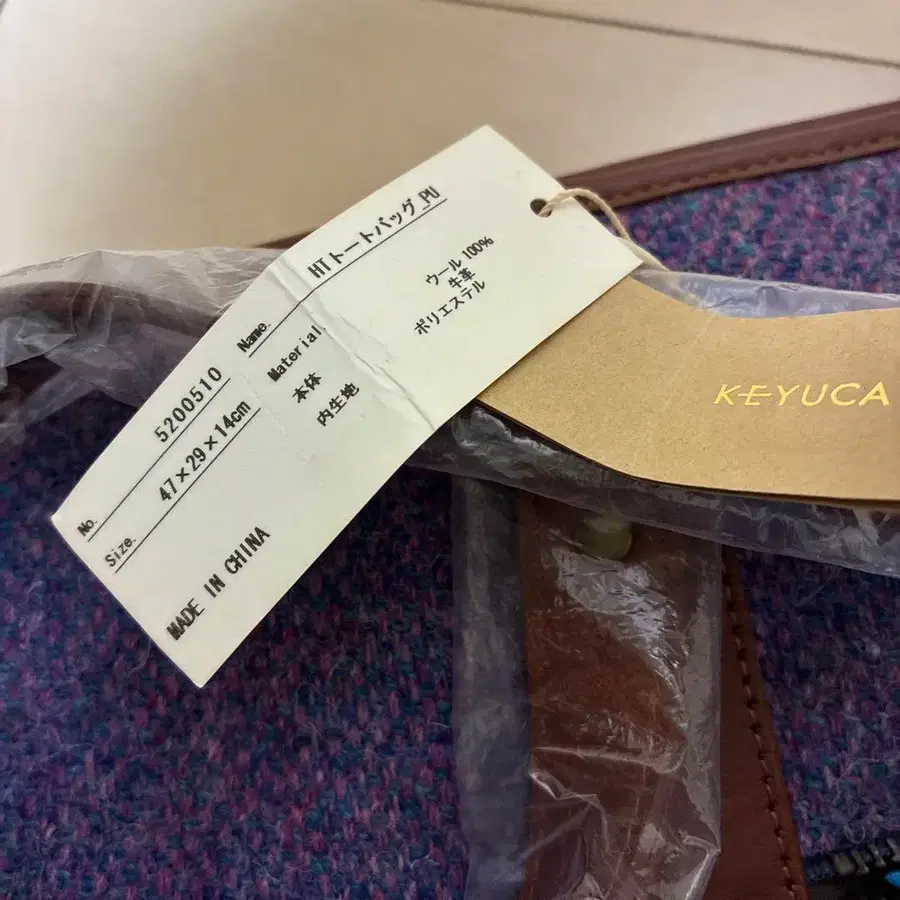 No. 5200510
Name. HTトートバッグ_PU
Size. 47×29×14cm
Material.
本体 ウール100%
牛革
内生地 ポリエステル
MADE IN CHINA
KEYUCA